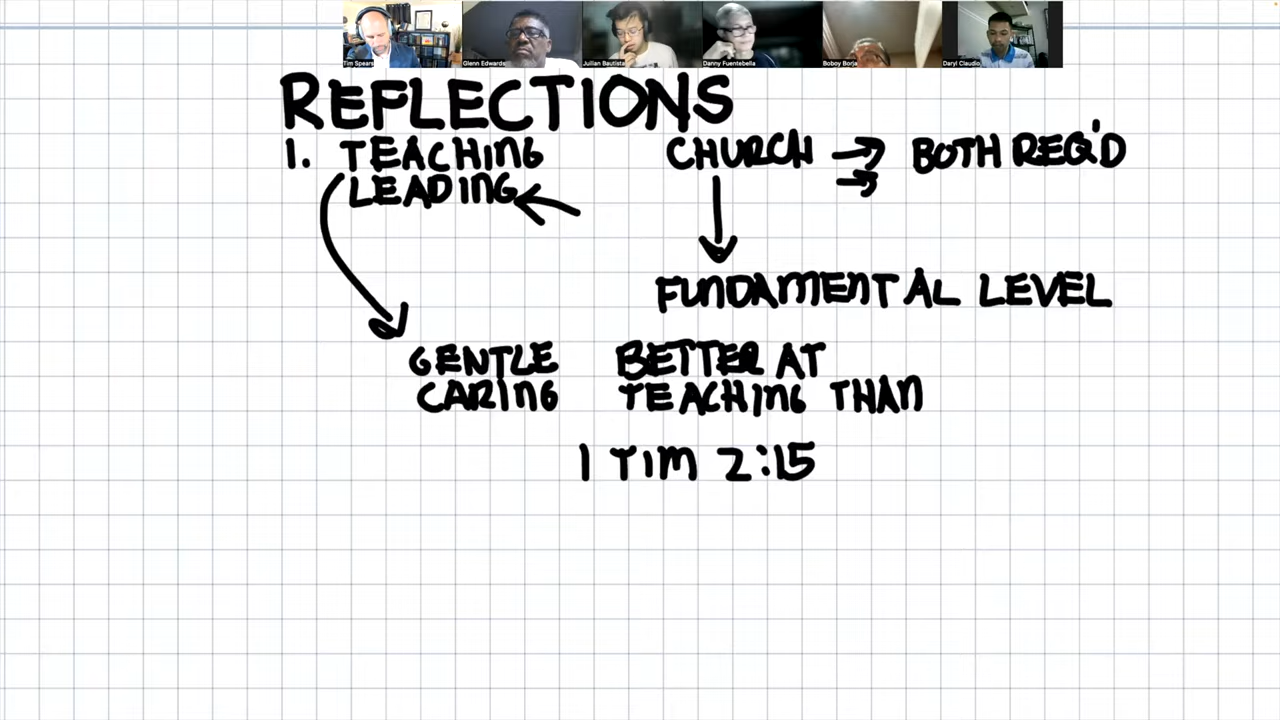 Tim Spears
Glenn Edwards
Julian Bautista
Danny Fuentebella
Boboy Borja
Daryl Claudio
REFLECTIONS
1. TEACHING
LEADING
CHURCH → BOTH REQ'D
→
FUNDAMENTAL LEVEL
GENTLE
CARING
BETTER AT
TEACHING THAN
1 TIM 2:15